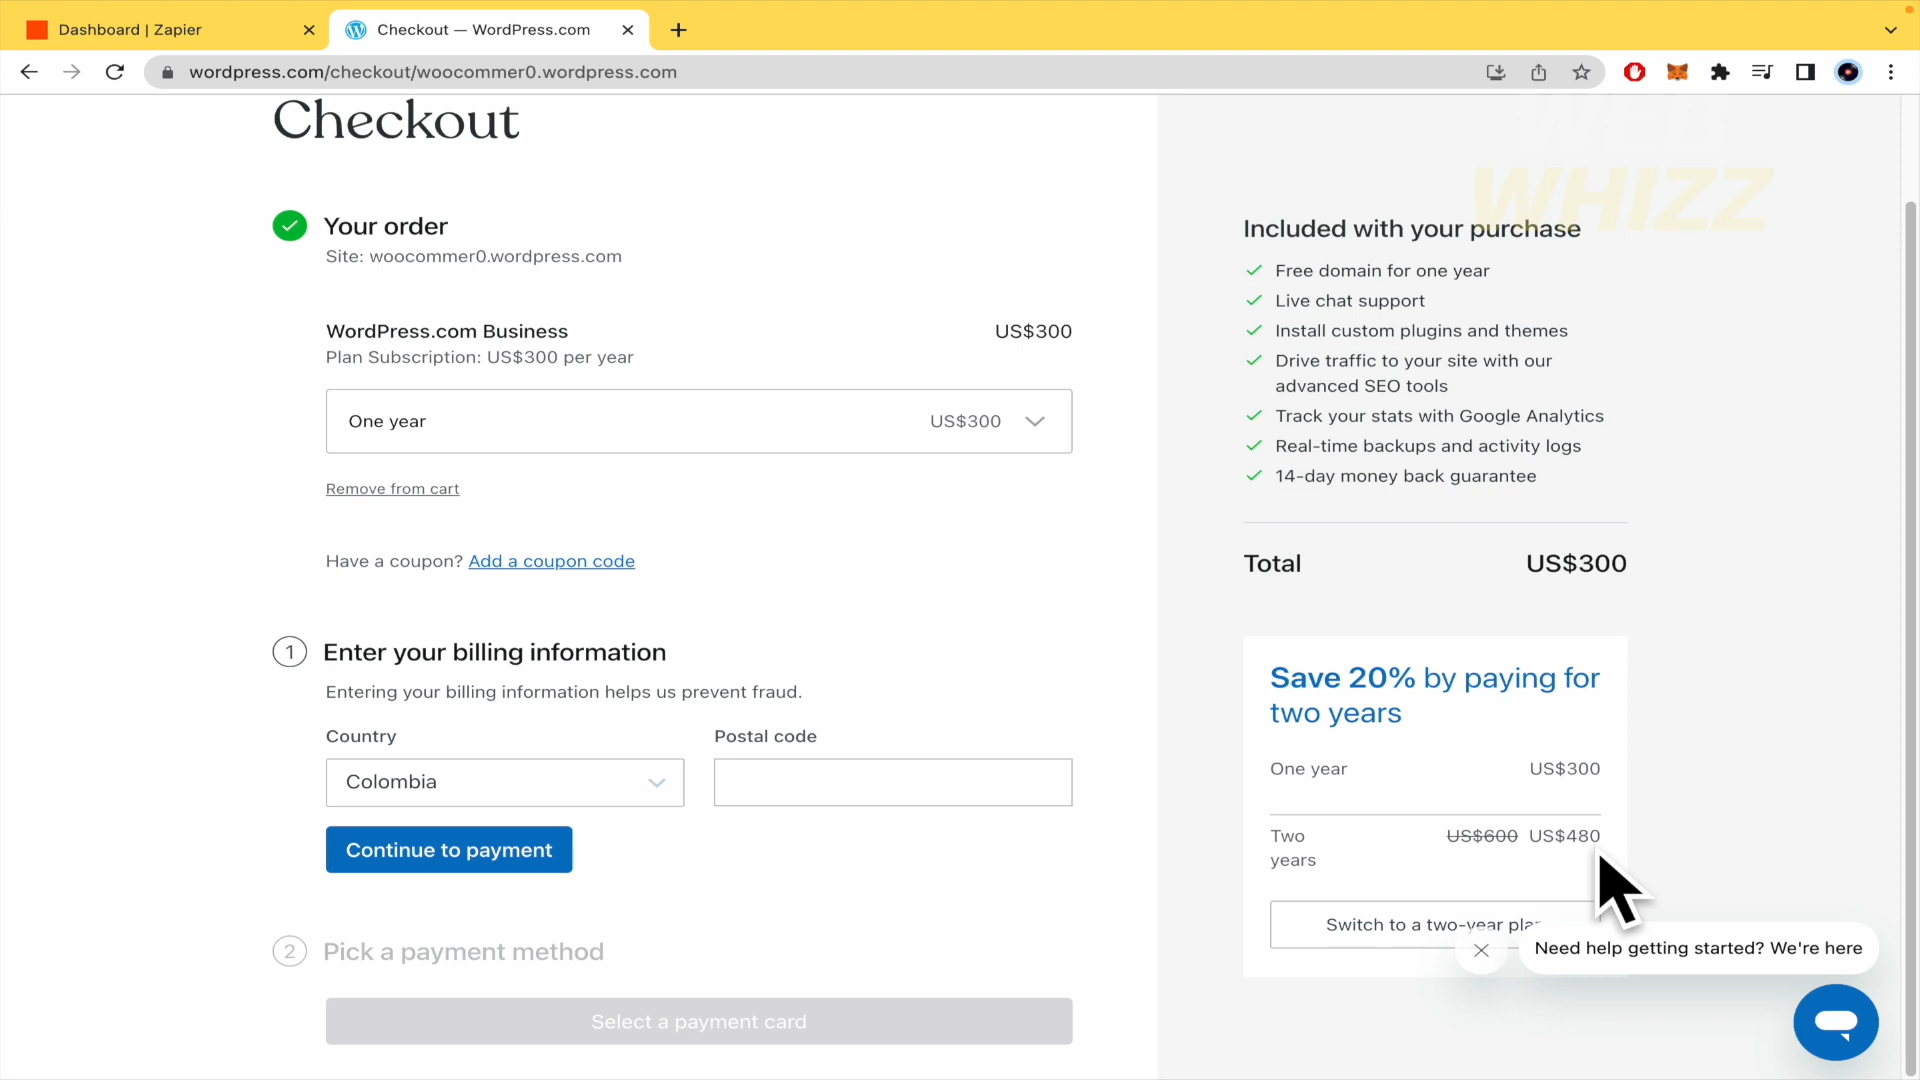 Dashboard | Zapier
Checkout — WordPress.com
wordpress.com/checkout/woocommer0.wordpress.com
Checkout
Your order
Site: woocommer0.wordpress.com
WordPress.com Business US$300
Plan Subscription: US$300 per year
One year US$300
Remove from cart
Have a coupon? Add a coupon code
1 Enter your billing information
Entering your billing information helps us prevent fraud.
Country Postal code
Colombia
Continue to payment
2 Pick a payment method
Select a payment card
WEB
WHIZZ
Included with your purchase
Free domain for one year
Live chat support
Install custom plugins and themes
Drive traffic to your site with our
advanced SEO tools
Track your stats with Google Analytics
Real-time backups and activity logs
14-day money back guarantee
Total US$300
Save 20% by paying for
two years
One year US$300
Two US$600 US$480
years
Switch to a two-year plan
Need help getting started? We're here